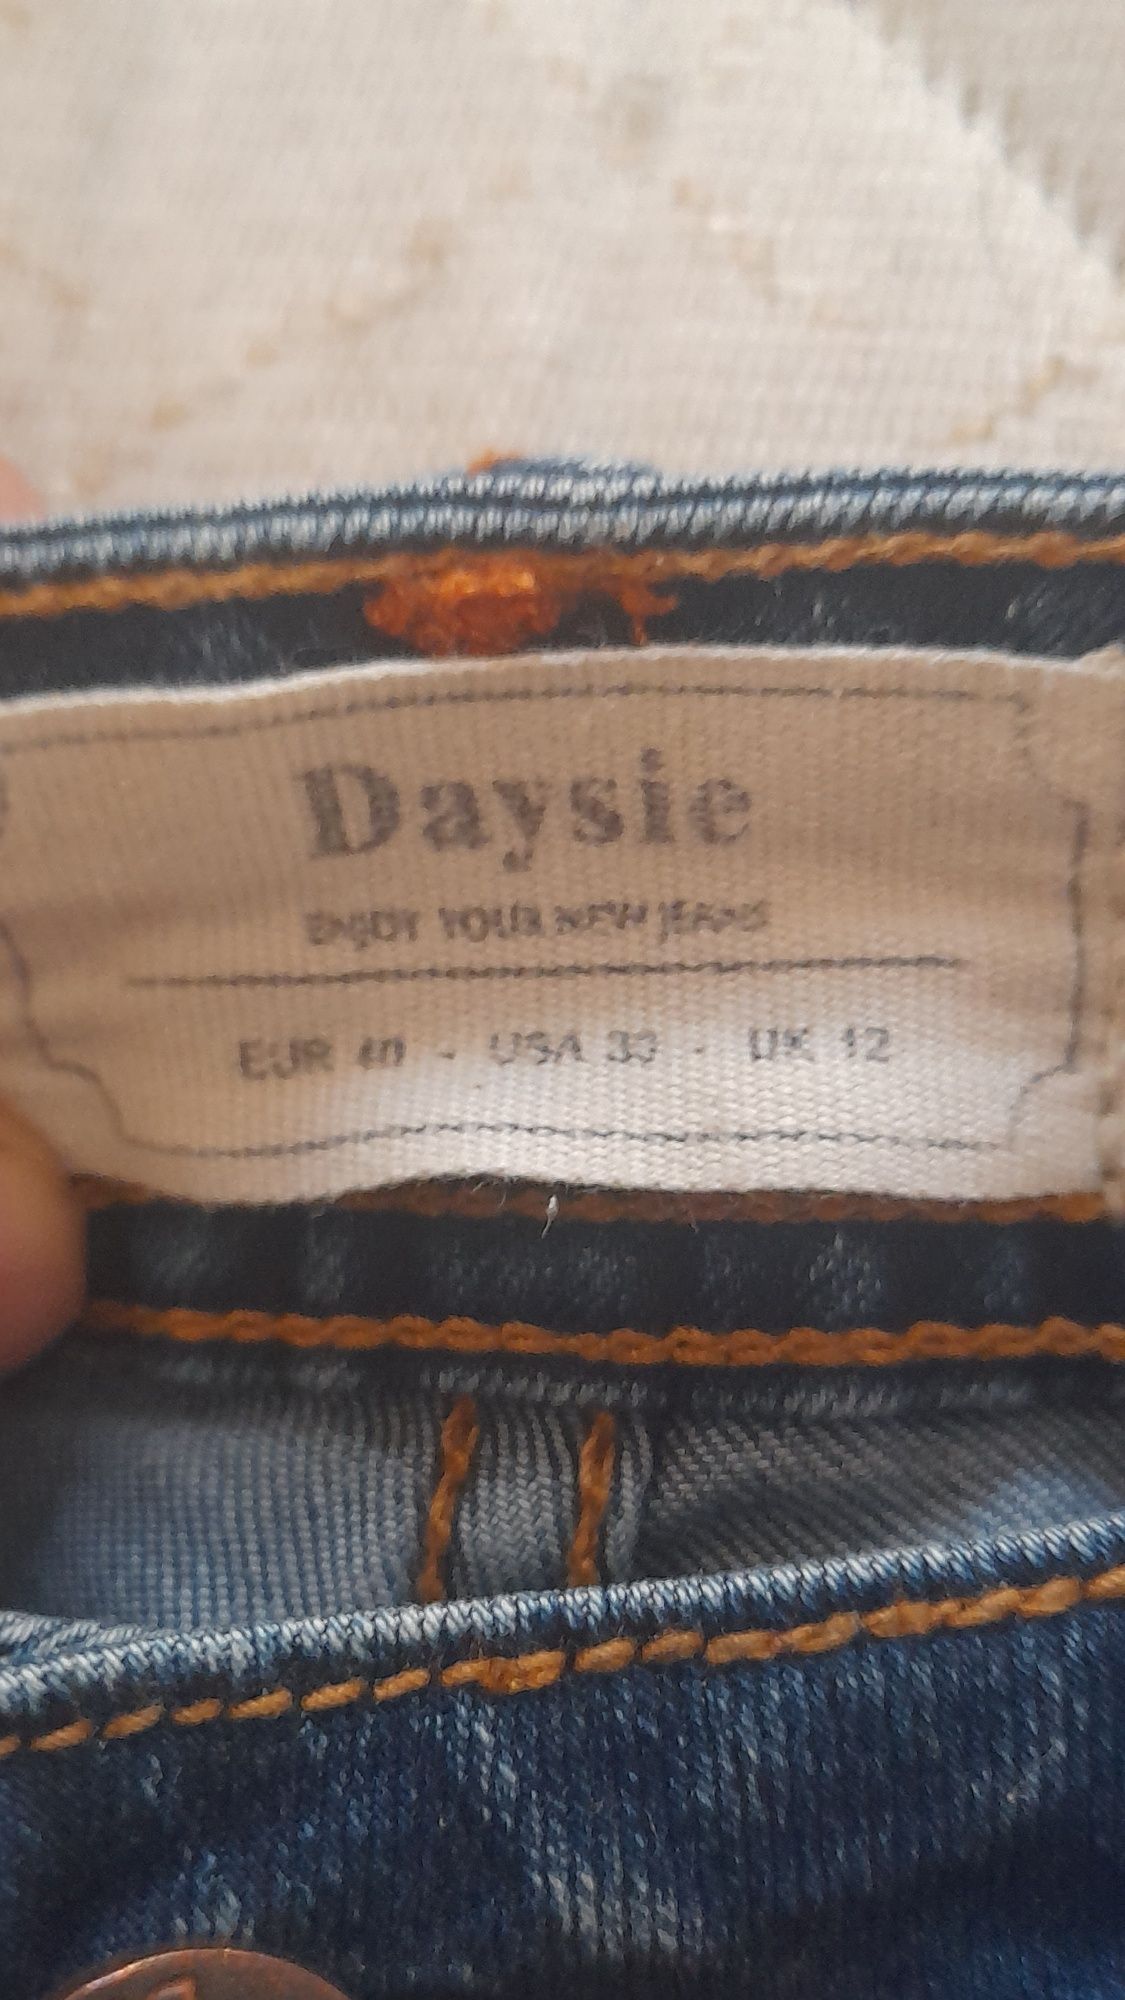 Daysie
ENJOY YOUR NEW JEANS
EUR 40 - USA 33 - UK 12